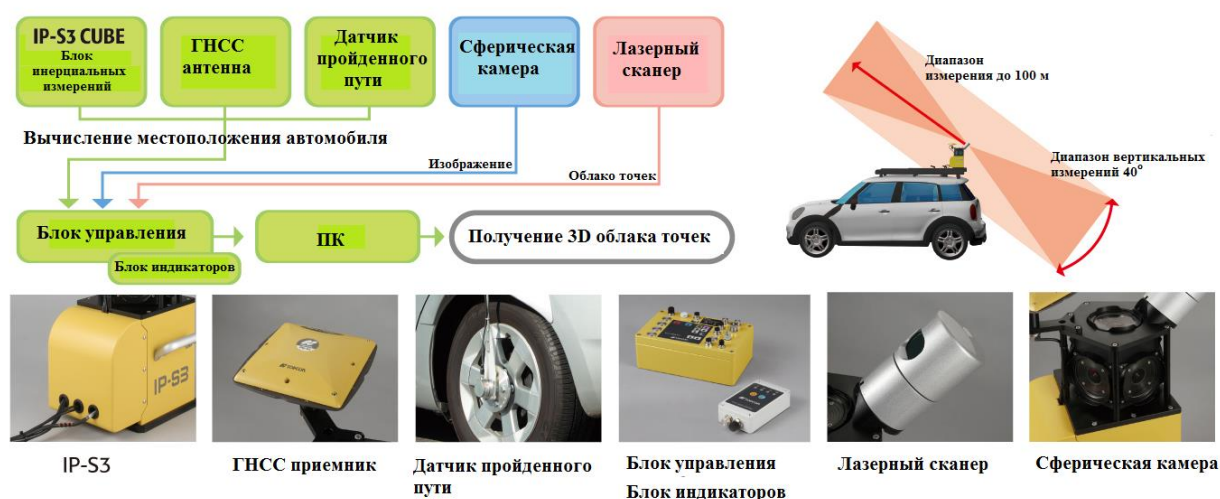 IP-S3 CUBE
Блок
инерциальных
измерений
ГНСС
антенна
Датчик
пройденного
пути
Сферическая
камера
Лазерный
сканер
Вычисление местоположения автомобиля
Изображение
Облако точек
Блок управления
Блок индикаторов
ПК
Получение 3D облака точек
Диапазон
измерения до 100 м
Диапазон вертикальных
измерений 40°
IP-S3
IP-S3
ГНСС приемник
Датчик пройденного
пути
Блок управления
Блок индикаторов
Лазерный сканер
Сферическая камера